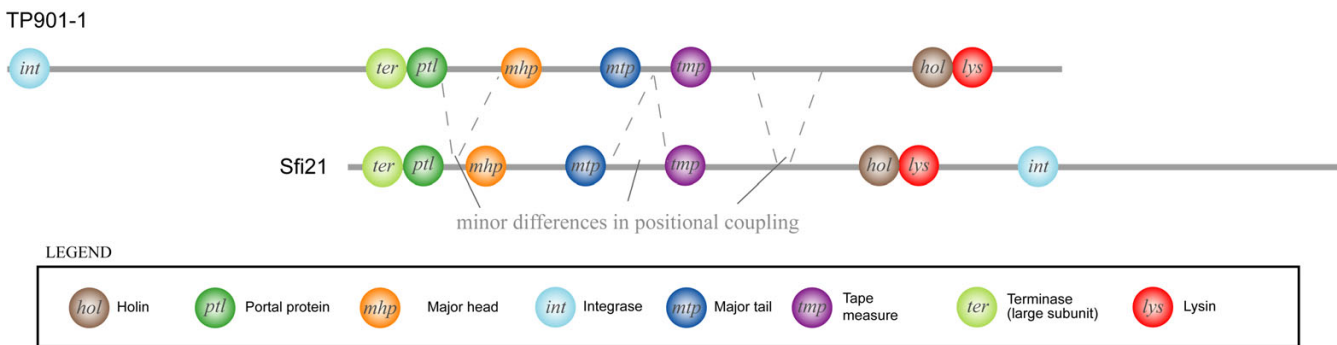 TP901-1
int ter ptl mhp mtp tmp hol lys
Sfi21 ter ptl mhp mtp tmp hol lys int
minor differences in positional coupling
LEGEND
hol Holin ptl Portal protein mhp Major head int Integrase mtp Major tail tmp Tape measure ter Terminase (large subunit) lys Lysin